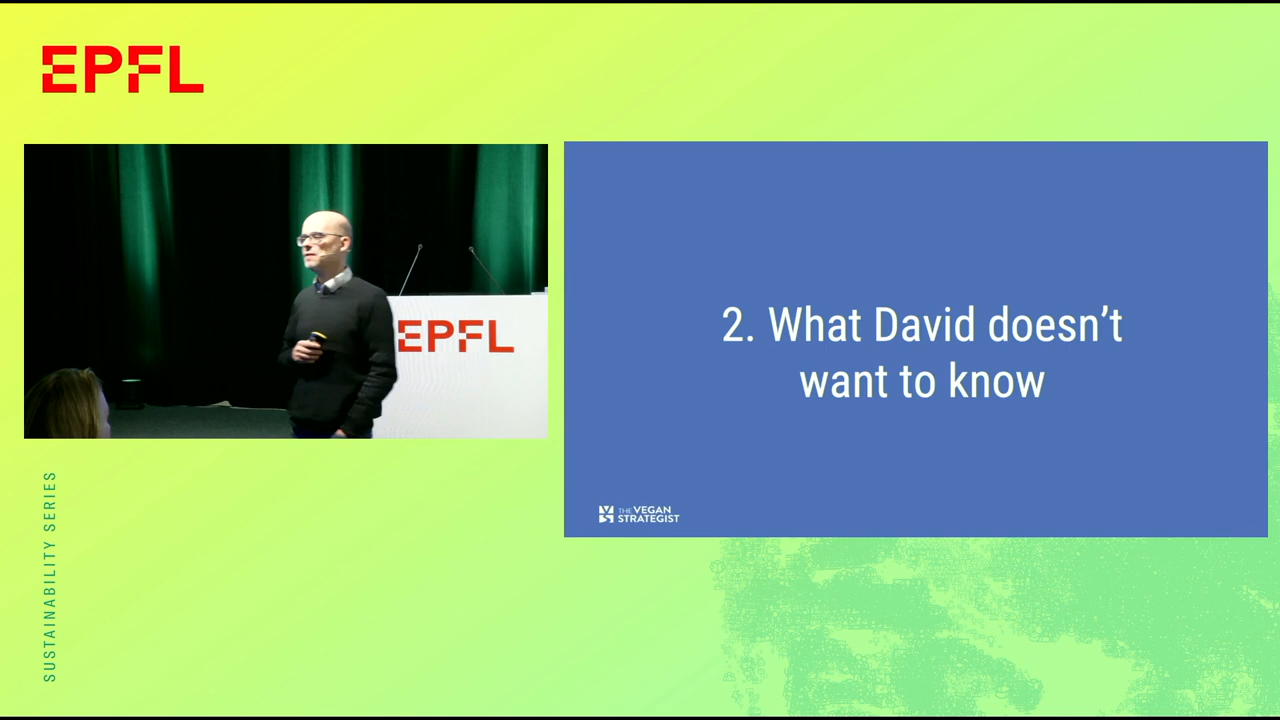 EPFL
EPFL
2. What David doesn’t
want to know
THE VEGAN
STRATEGIST
SUSTAINABILITY SERIES